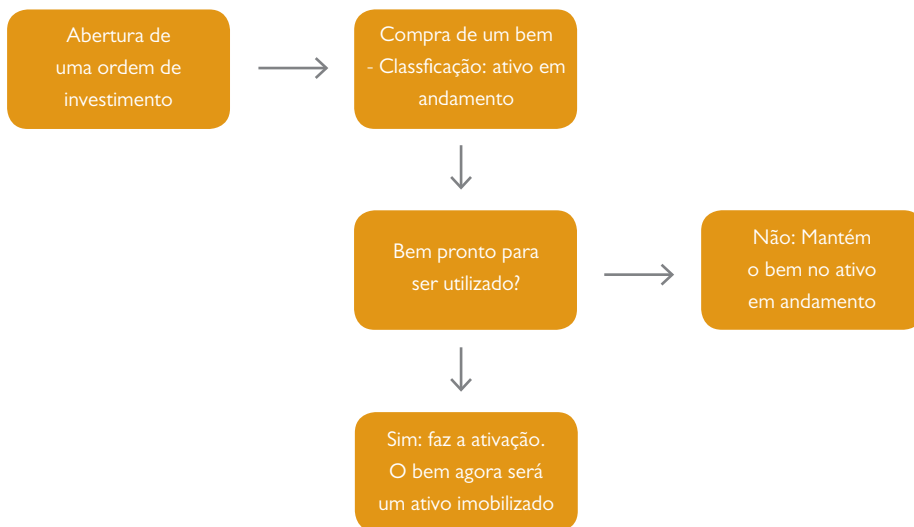 Abertura de
uma ordem de
investimento
Compra de um bem
- Classficação: ativo em
andamento
Bem pronto para
ser utilizado?
Não: Mantém
o bem no ativo
em andamento
Sim: faz a ativação.
O bem agora será
um ativo imobilizado